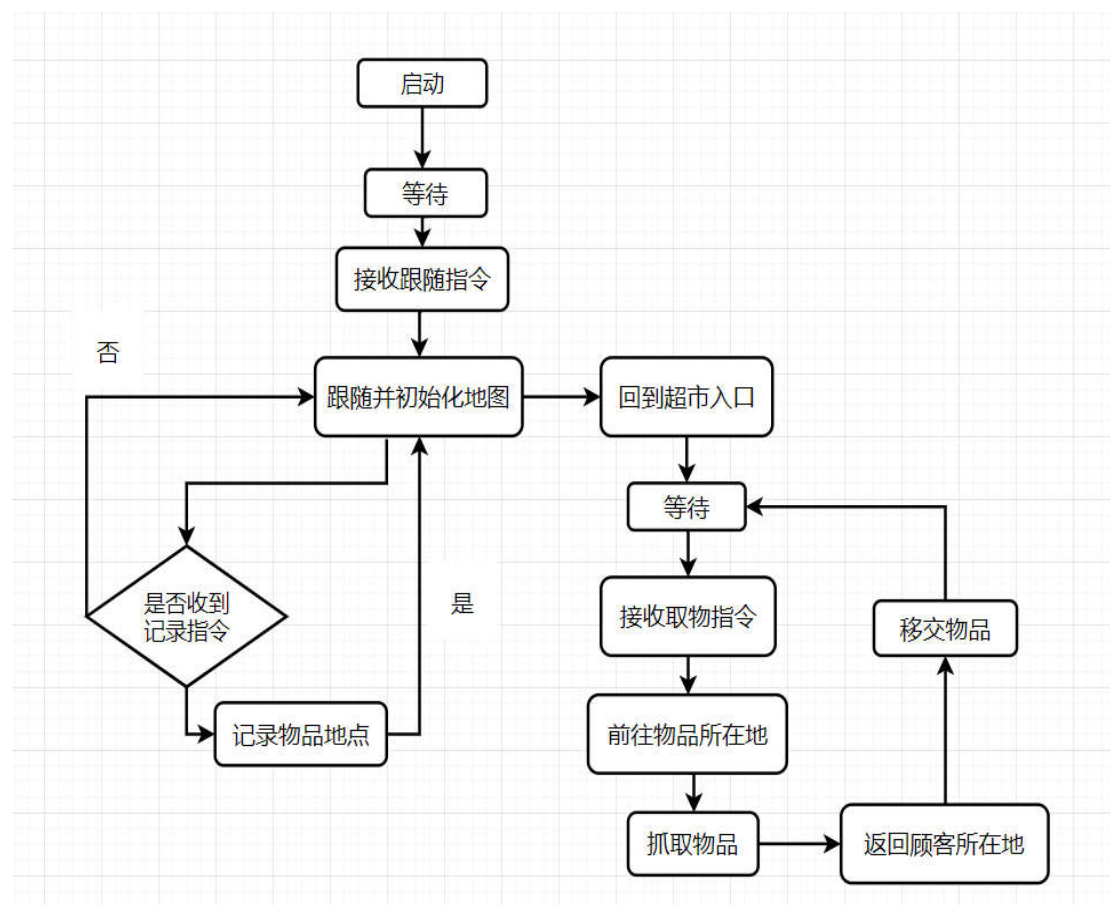 启动
等待
接收跟随指令
否
跟随并初始化地图
回到超市入口
等待
是否收到
记录指令
是
接收取物指令
移交物品
记录物品地点
前往物品所在地
抓取物品
返回顾客所在地